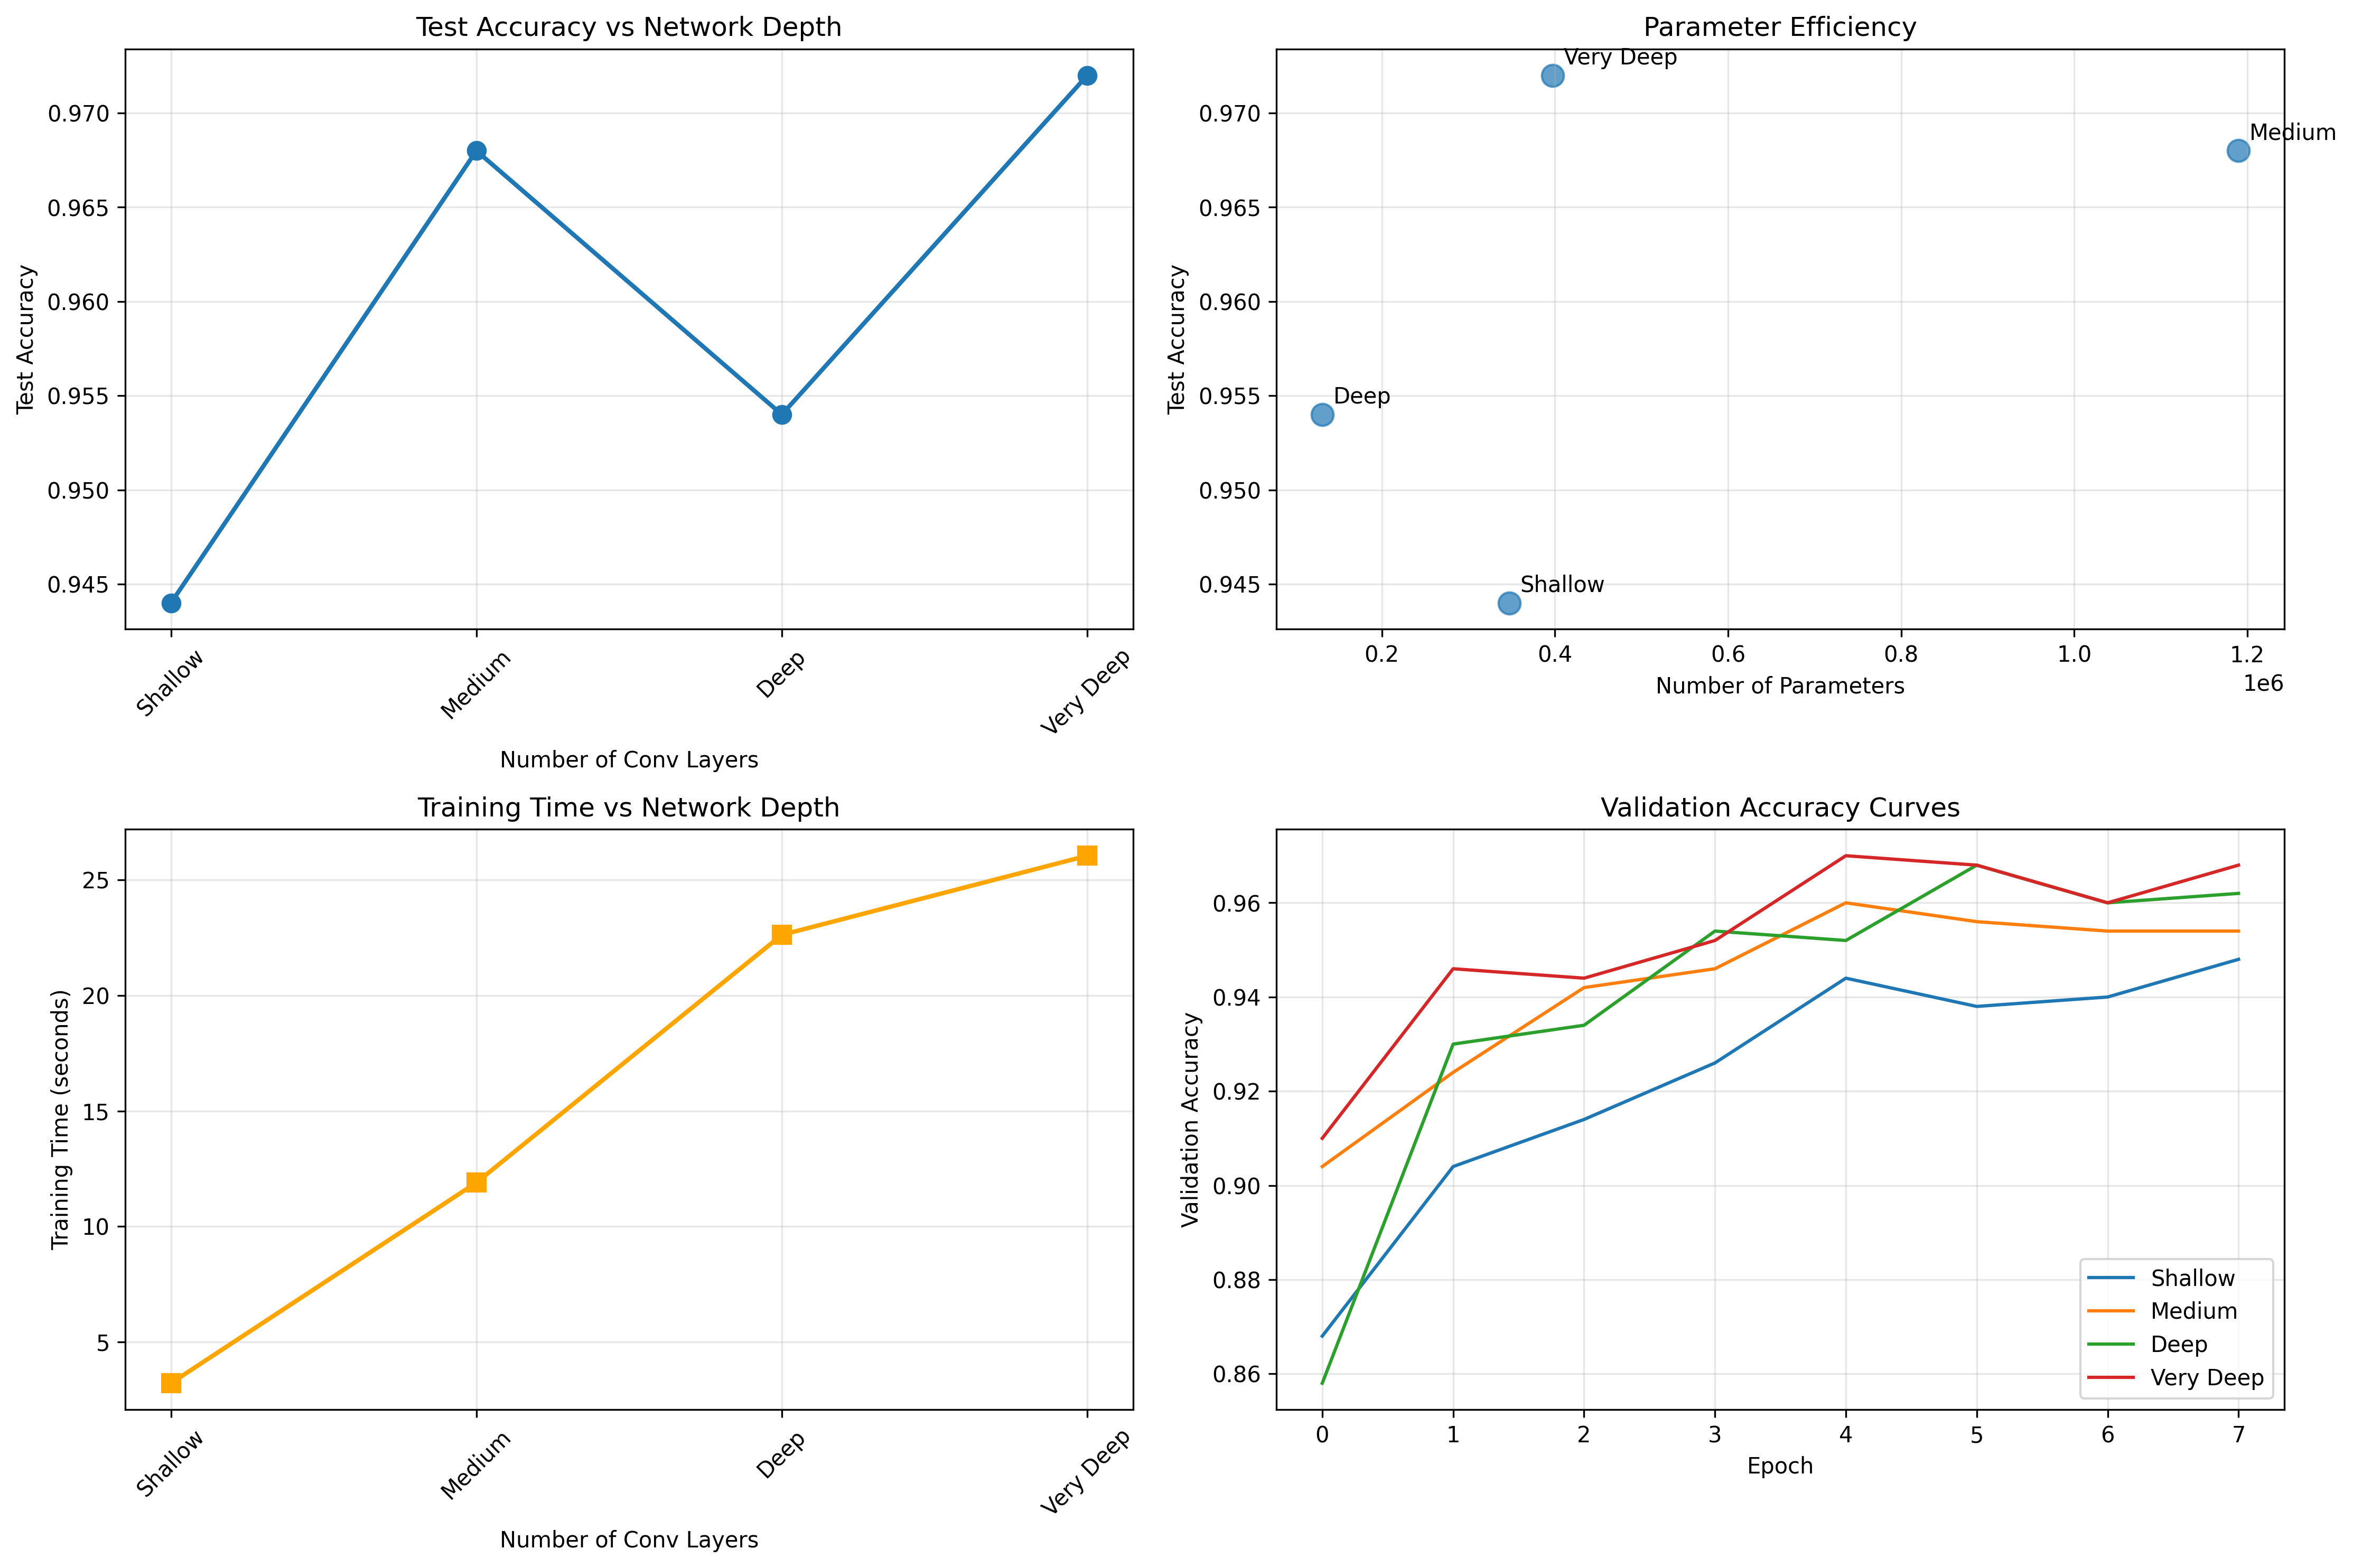 Test Accuracy vs Network Depth
Test Accuracy
0.970
0.965
0.960
0.955
0.950
0.945
Shallow
Medium
Deep
Very Deep
Number of Conv Layers
Parameter Efficiency
Test Accuracy
0.970
0.965
0.960
0.955
0.950
0.945
Very Deep
Medium
Deep
Shallow
0.2 0.4 0.6 0.8 1.0 1.2
1e6
Number of Parameters
Training Time vs Network Depth
Training Time (seconds)
25
20
15
10
5
Shallow
Medium
Deep
Very Deep
Number of Conv Layers
Validation Accuracy Curves
Validation Accuracy
0.96
0.94
0.92
0.90
0.88
0.86
Shallow
Medium
Deep
Very Deep
0 1 2 3 4 5 6 7
Epoch